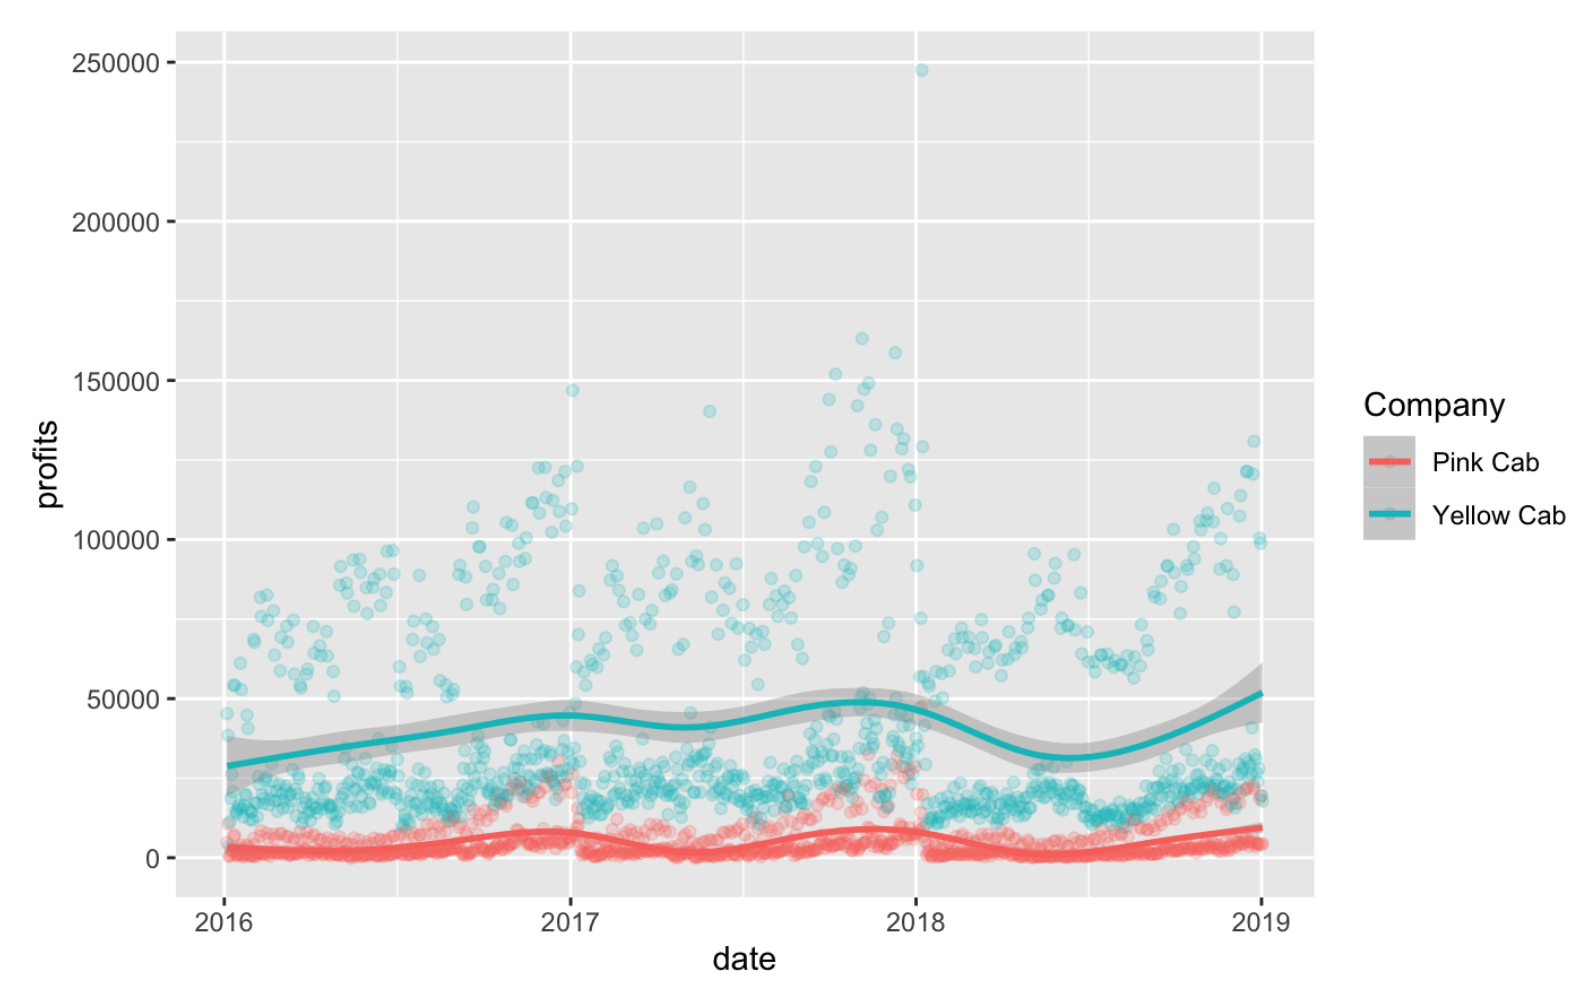 250000
200000
150000
100000
50000
0
profits
2016 2017 2018 2019
date
Company
Pink Cab
Yellow Cab